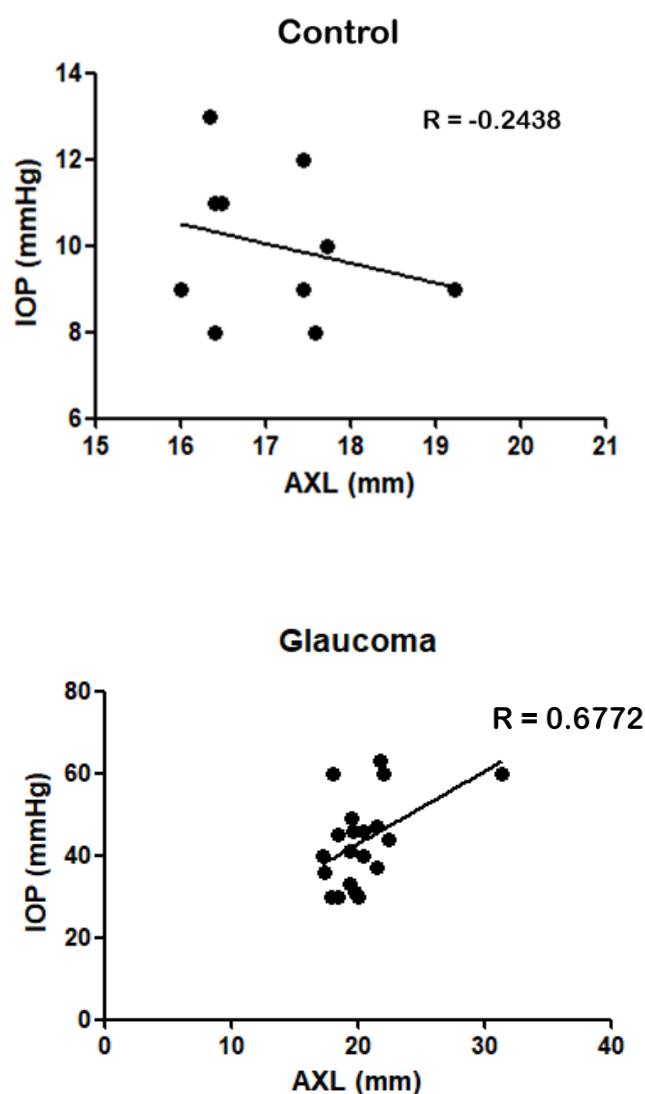 Control
14
R = -0.2438
12
10
8
6
IOP (mmHg)
15 16 17 18 19 20 21
AXL (mm)
Glaucoma
80
R = 0.6772
60
40
20
0
IOP (mmHg)
0 10 20 30 40
AXL (mm)